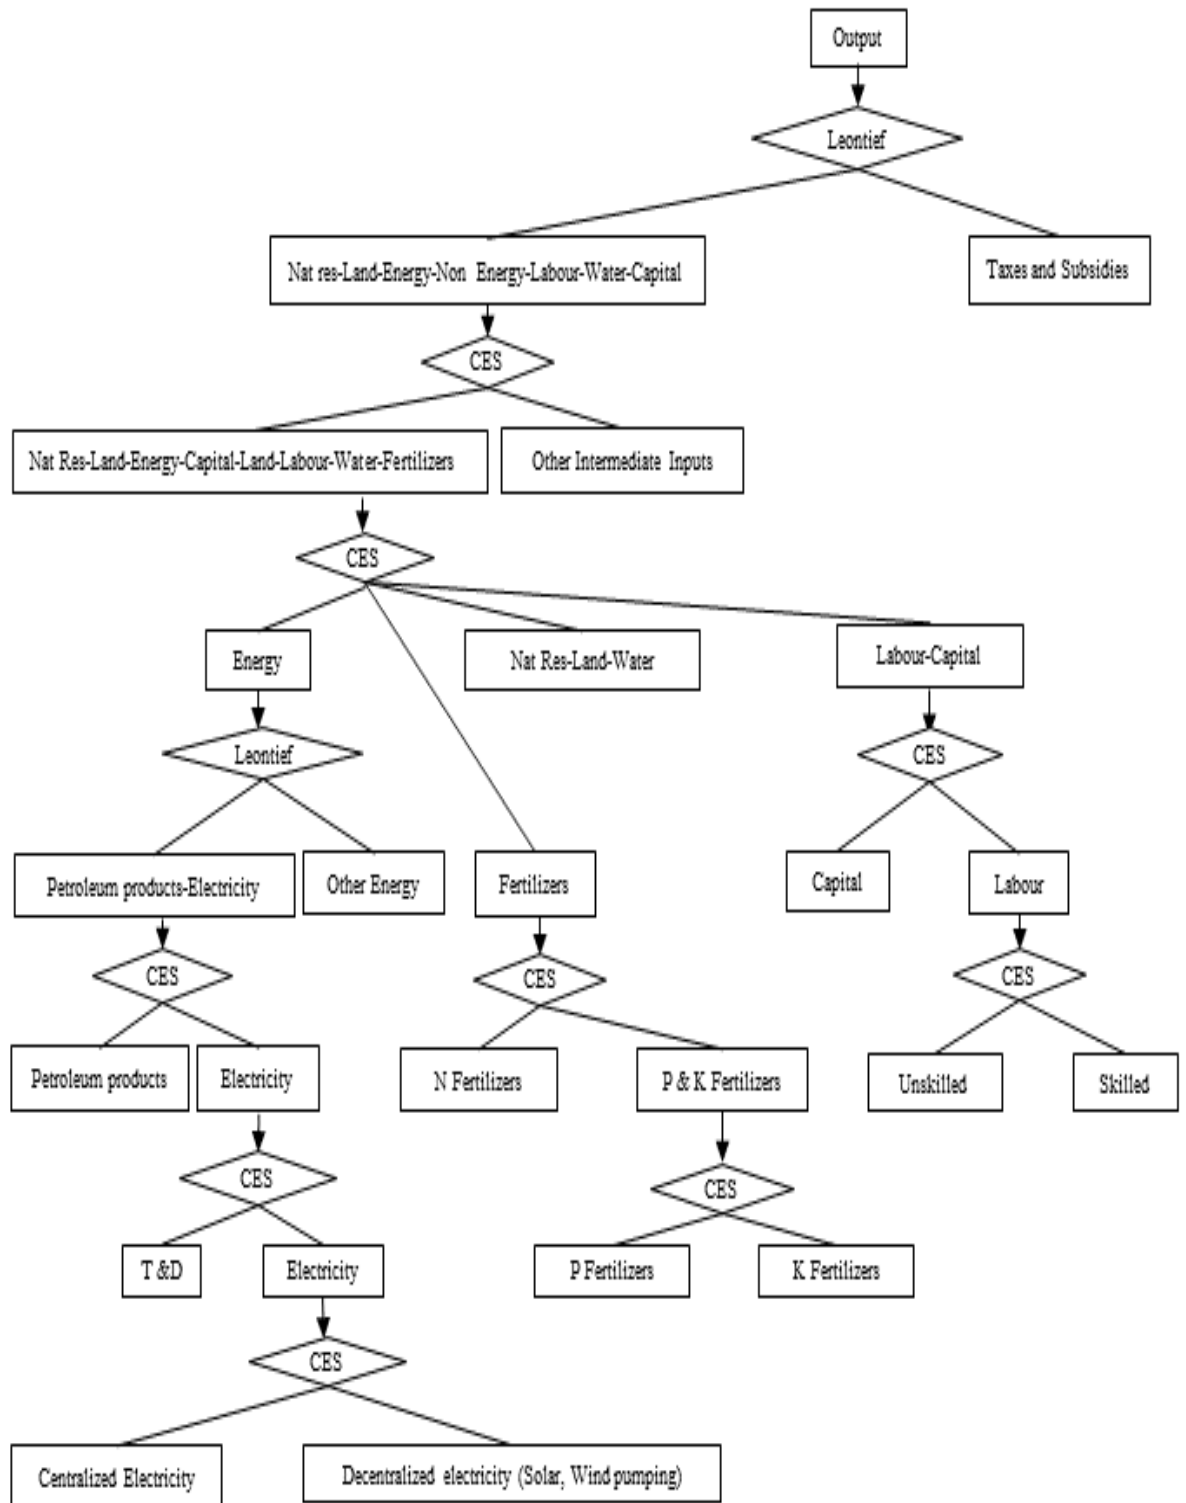 Output
Leontief
Nat res-Land-Energy-Non Energy-Labour-Water-Capital
Taxes and Subsidies
CES
Nat Res-Land-Energy-Capital-Land-Labour-Water-Fertilizers
Other Intermediate Inputs
CES
Energy
Nat Res-Land-Water
Labour-Capital
Leontief
CES
Petroleum products-Electricity
Other Energy
Fertilizers
Capital
Labour
CES
CES
CES
Petroleum products
Electricity
N Fertilizers
P & K Fertilizers
Unskilled
Skilled
CES
CES
T &D
Electricity
P Fertilizers
K Fertilizers
CES
Centralized Electricity
Decentralized electricity (Solar, Wind pumping)